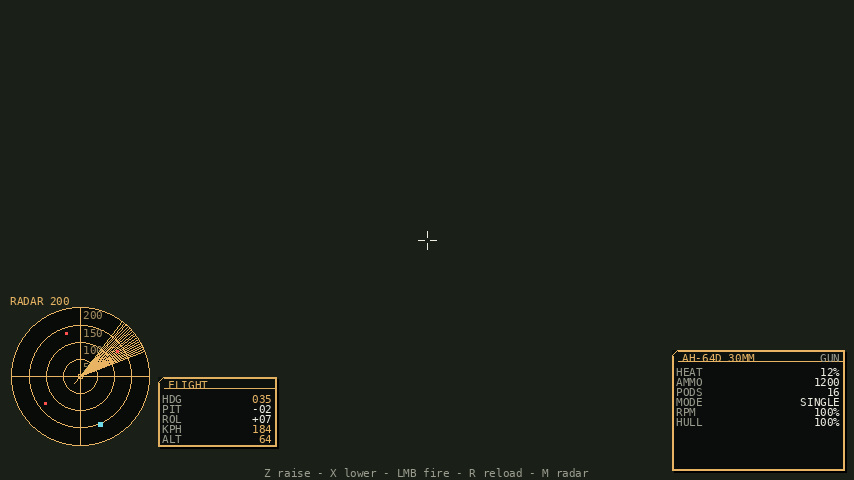 RADAR 200
200
150
100
FLIGHT
HDG 035
PIT -02
ROL +07
KPH 184
ALT 64
AH-64D 30MM GUN
HEAT 12%
AMMO 1200
PODS 16
MODE SINGLE
RPM 100%
HULL 100%
Z raise - X lower - LMB fire - R reload - M radar